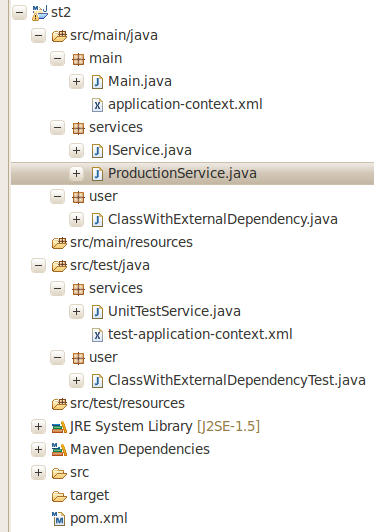 st2
src/main/java
main
Main.java
application-context.xml
services
IService.java
ProductionService.java
user
ClassWithExternalDependency.java
src/main/resources
src/test/java
services
UnitTestService.java
test-application-context.xml
user
ClassWithExternalDependencyTest.java
src/test/resources
JRE System Library [J2SE-1.5]
Maven Dependencies
src
target
pom.xml